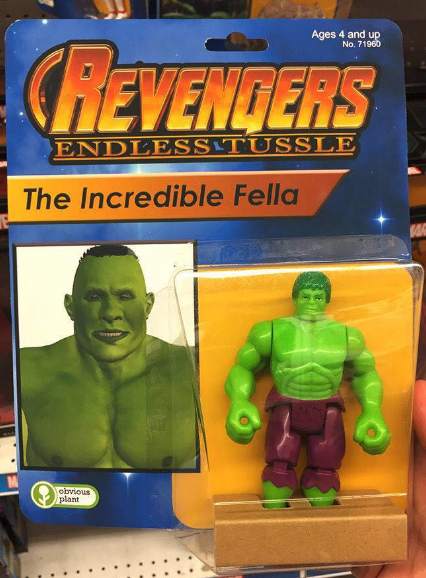 Ages 4 and up
No. 71960
REVENGERS
ENDLESS TUSSLE
The Incredible Fella
obvious
plant